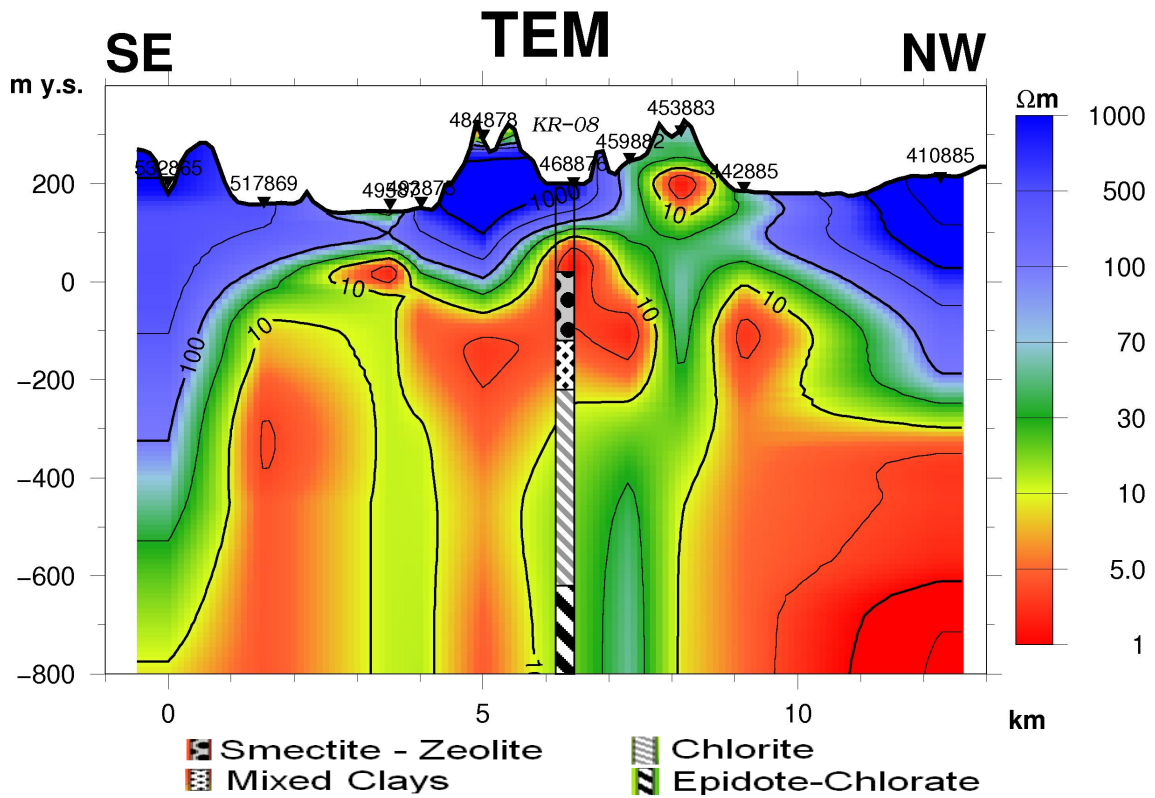 TEM
SE NW
m y.s.
Ωm
484878 KR-08 453883
459882
532865 517869 468876 442885 410885
200
0
−200
−400
−600
−800
1000
500
100
70
30
10
5.0
1
1000
10
10
10
10
10
100
0 5 10 km
Smectite - Zeolite
Mixed Clays
Chlorite
Epidote-Chlorate